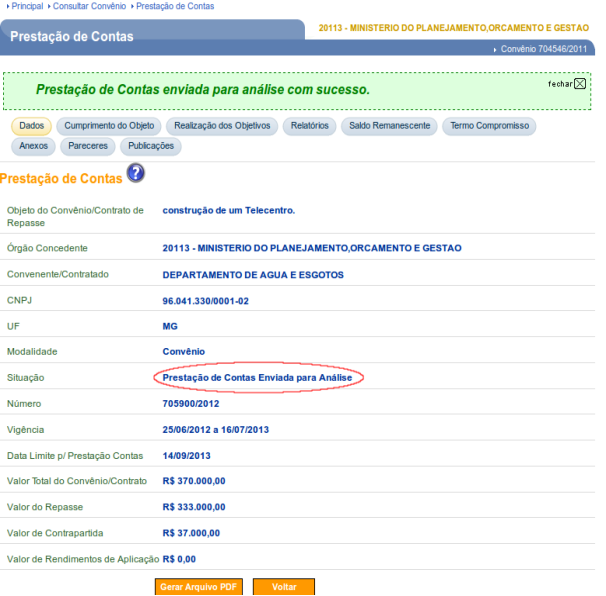 Principal Consultar Convênio Prestação de Contas
20113 - MINISTERIO DO PLANEJAMENTO,ORCAMENTO E GESTAO
Prestação de Contas
Convênio 704546/2011
fechar
Prestação de Contas enviada para análise com sucesso.
Dados Cumprimento do Objeto Realização dos Objetivos Relatórios Saldo Remanescente Termo Compromisso
Anexos Pareceres Publicações
Prestação de Contas ?
Objeto do Convênio/Contrato de construção de um Telecentro.
Repasse
Órgão Concedente 20113 - MINISTERIO DO PLANEJAMENTO,ORCAMENTO E GESTAO
Convenente/Contratado DEPARTAMENTO DE AGUA E ESGOTOS
CNPJ 96.041.330/0001-02
UF MG
Modalidade Convênio
Situação Prestação de Contas Enviada para Análise
Número 705900/2012
Vigência 25/06/2012 a 16/07/2013
Data Limite p/ Prestação Contas 14/09/2013
Valor Total do Convênio/Contrato R$ 370.000,00
Valor do Repasse R$ 333.000,00
Valor de Contrapartida R$ 37.000,00
Valor de Rendimentos de Aplicação R$ 0,00
Gerar Arquivo PDF Voltar